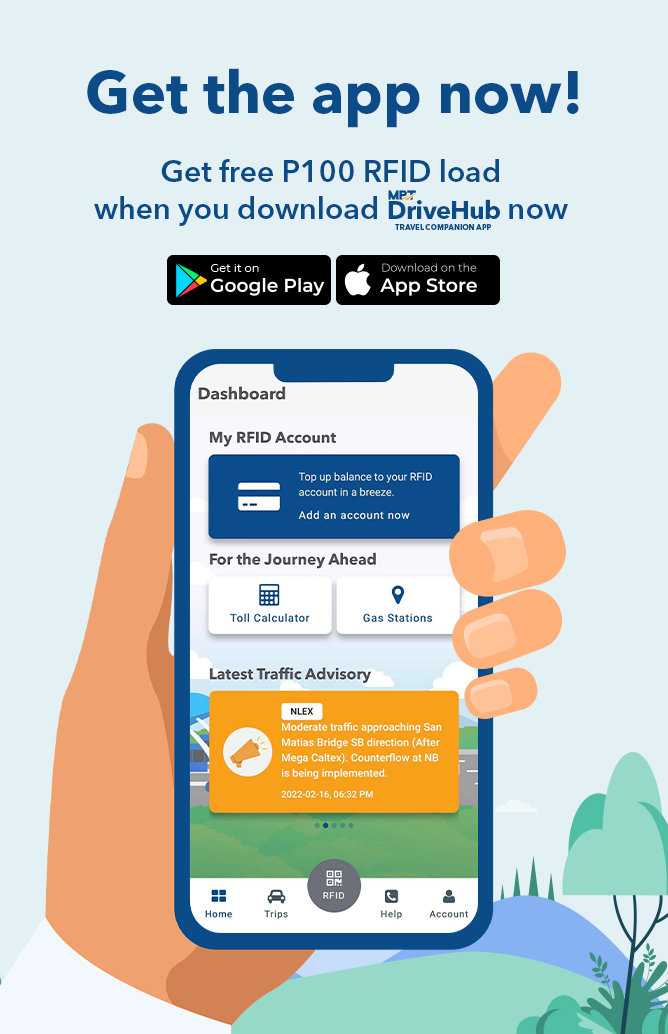 Get the app now!
Get free P100 RFID load
when you download MPT DriveHub now
TRAVEL COMPANION APP
Get it on
Google Play
Download on the
App Store
Dashboard
My RFID Account
Top up balance to your RFID
account in a breeze.
Add an account now
For the Journey Ahead
Toll Calculator
Gas Stations
Latest Traffic Advisory
NLEX
Moderate traffic approaching San
Matias Bridge SB direction (After
Mega Caltex). Counterflow at NB
is being implemented.
2022-02-16, 06:32 PM
Home
Trips
RFID
Help
Account